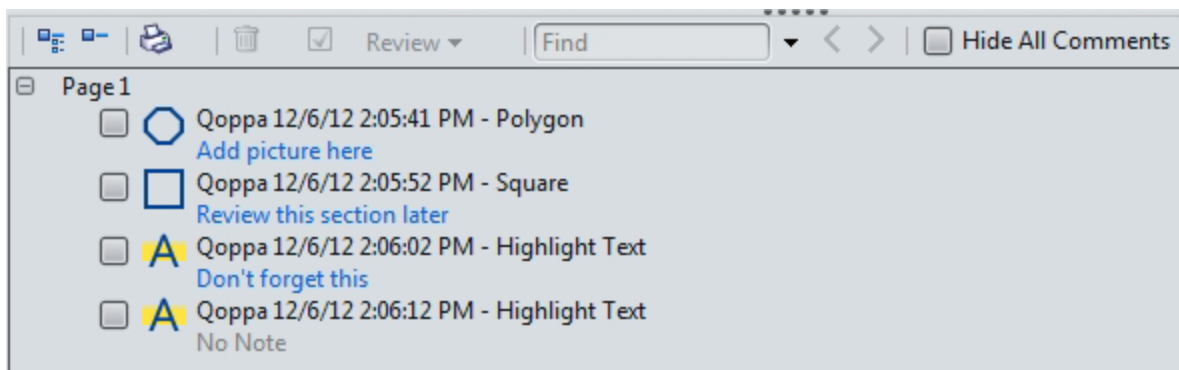 Review Find Hide All Comments
Page 1
Qoppa 12/6/12 2:05:41 PM - Polygon
Add picture here
Qoppa 12/6/12 2:05:52 PM - Square
Review this section later
A Qoppa 12/6/12 2:06:02 PM - Highlight Text
Don't forget this
A Qoppa 12/6/12 2:06:12 PM - Highlight Text
No Note